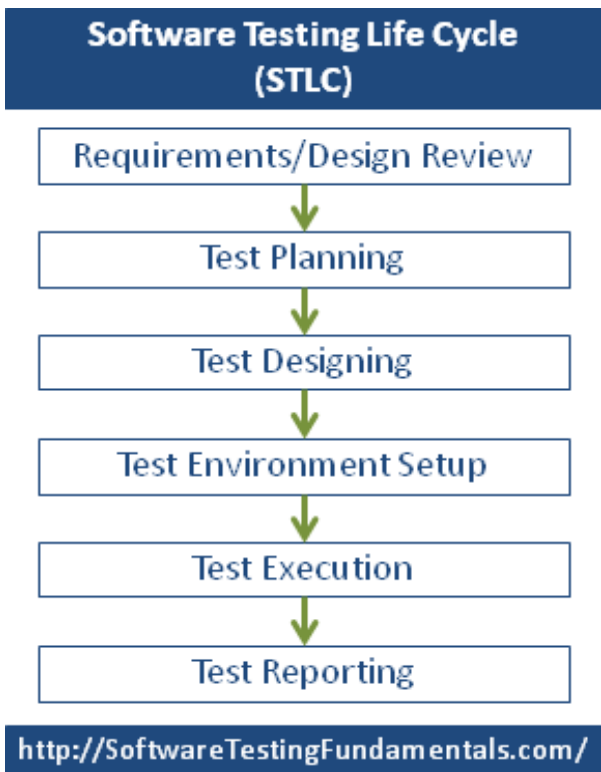 Software Testing Life Cycle
(STLC)
Requirements/Design Review
Test Planning
Test Designing
Test Environment Setup
Test Execution
Test Reporting
http://SoftwareTestingFundamentals.com/